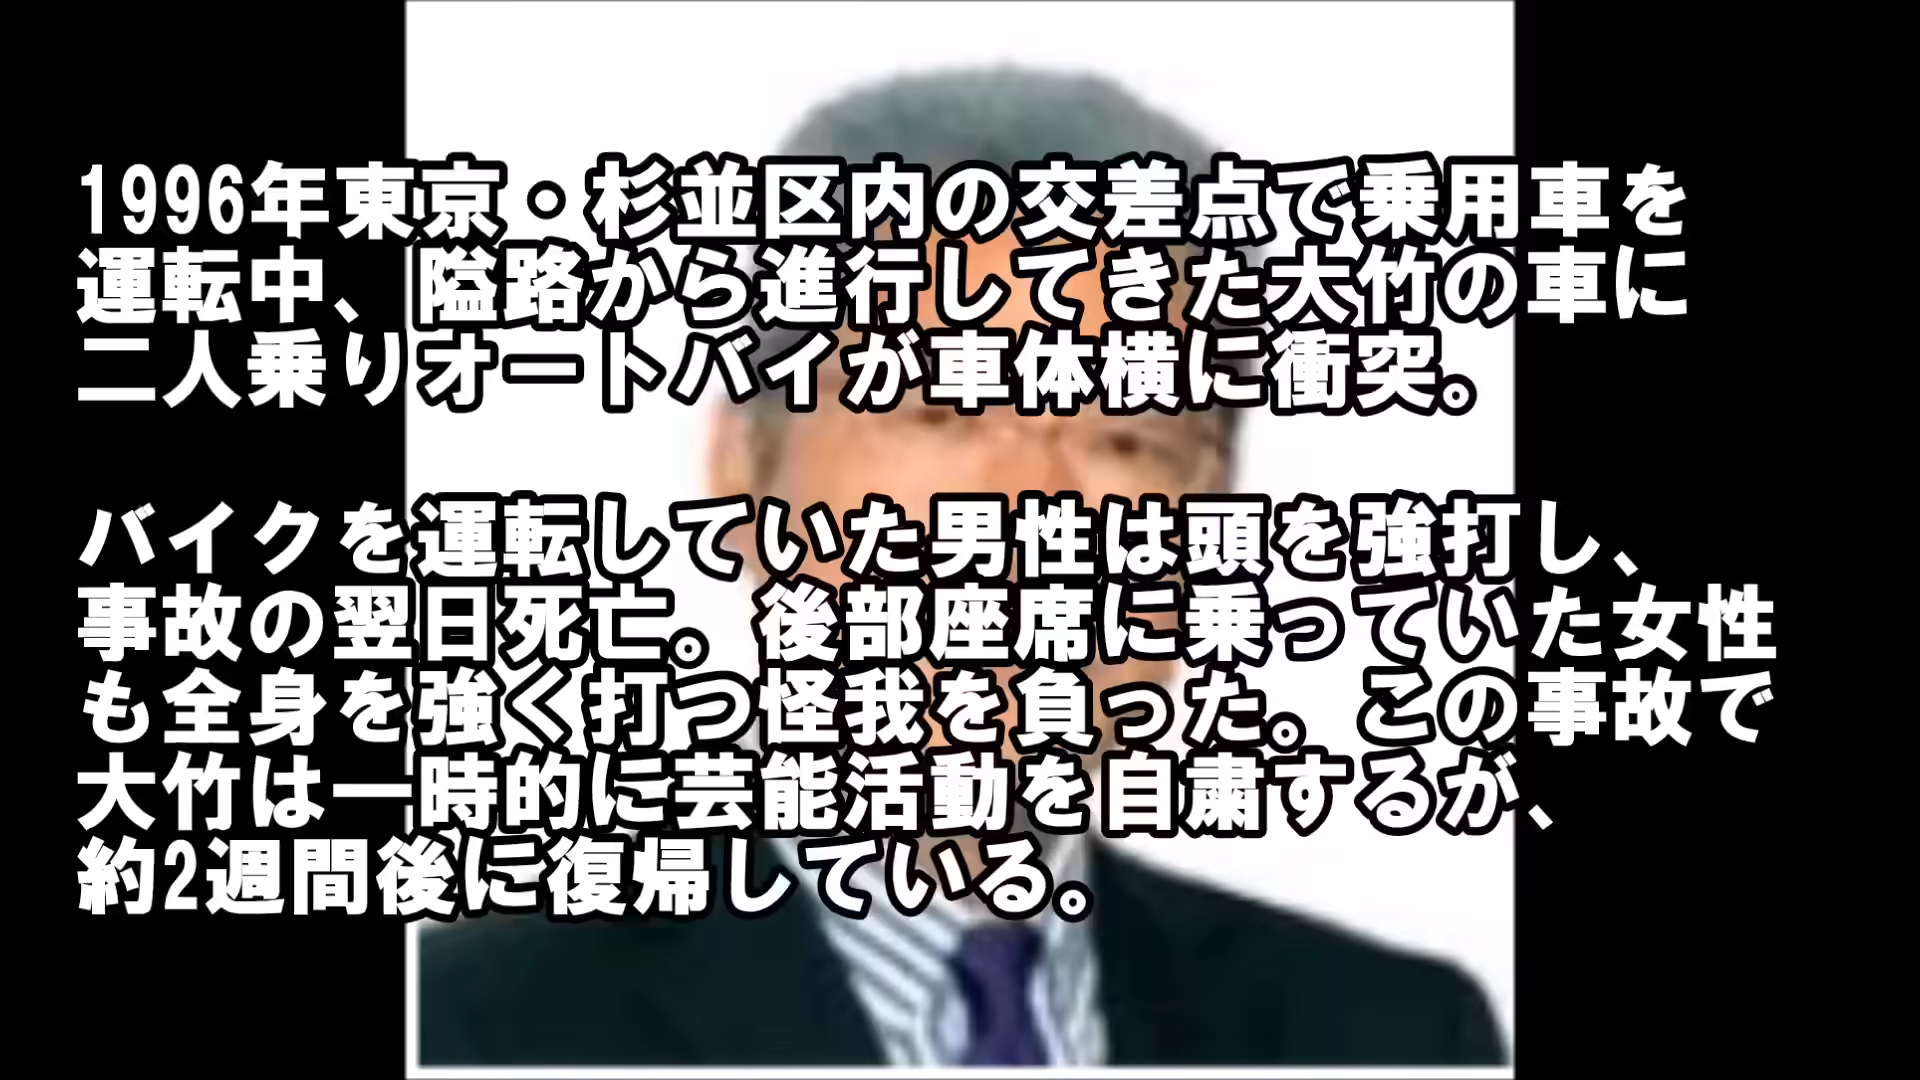 1996年東京・杉並区内の交差点で乗用車を
運転中、隘路から進行してきた大竹の車に
二人乗りオートバイが車体横に衝突。
バイクを運転していた男性は頭を強打し、
事故の翌日死亡。後部座席に乗っていた女性
も全身を強く打つ怪我を負った。この事故で
大竹は一時的に芸能活動を自粛するが、
約2週間後に復帰している。